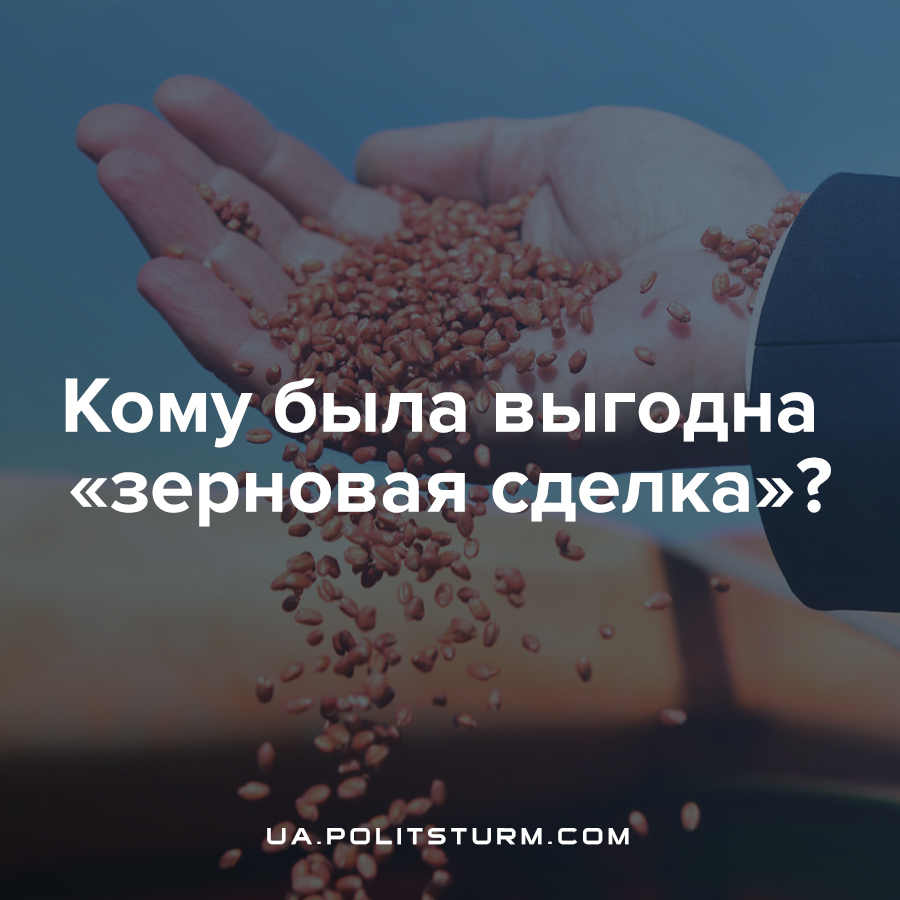 Кому была выгодна
«зерновая сделка»?
UA.POLITSTURM.COM